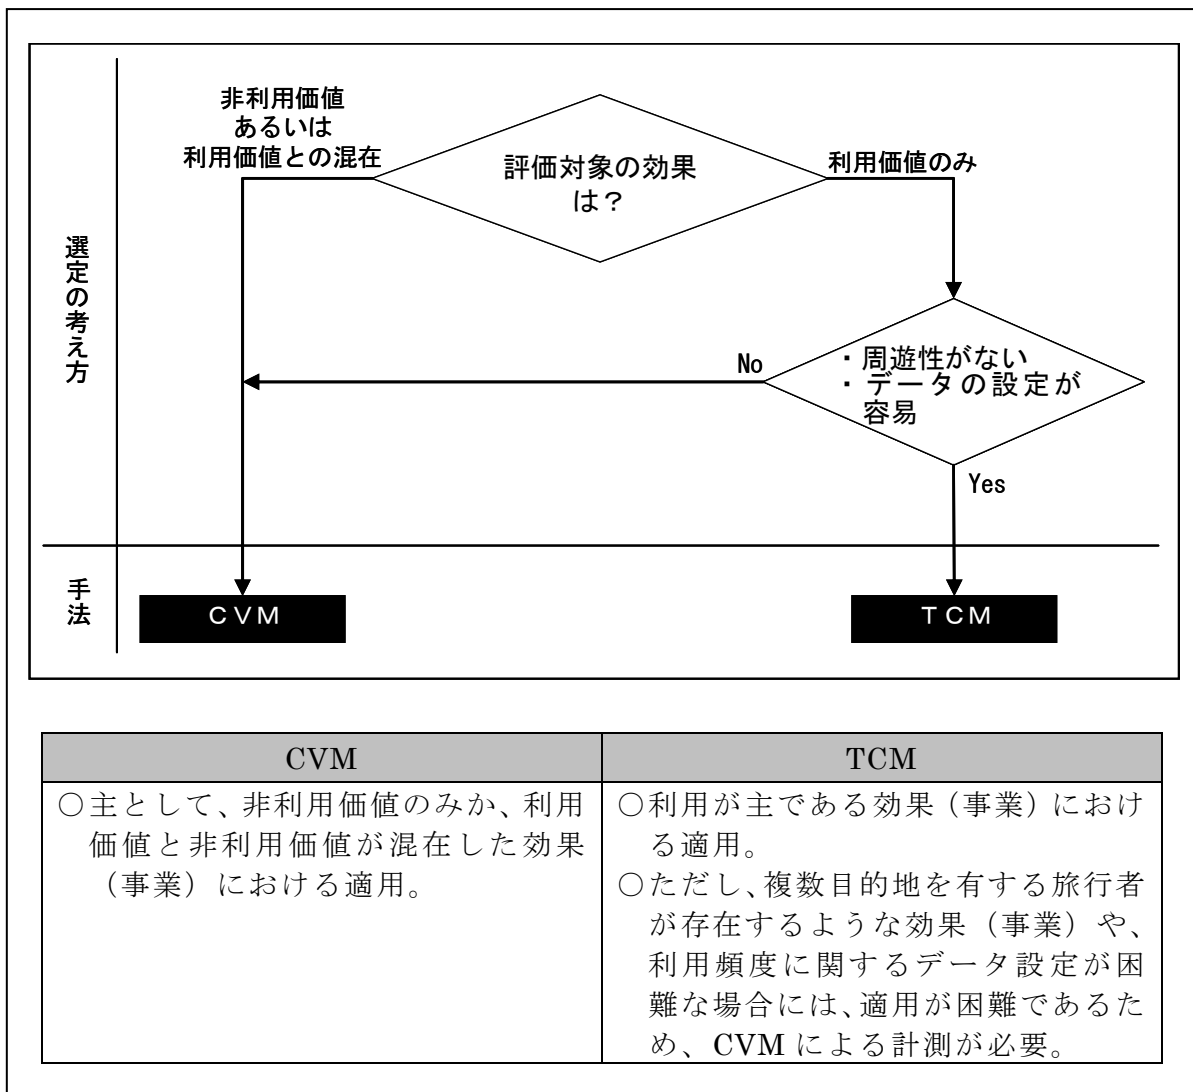 非利用価値
あるいは
利用価値との混在
評価対象の効果
は？
利用価値のみ
選定の考え方
No
・周遊性がない
・データの設定が
容易
Yes
手法
ＣＶＭ
ＴＣＭ
CVM
TCM
○主として、非利用価値のみか、利用
価値と非利用価値が混在した効果
（事業）における適用。
○利用が主である効果（事業）におけ
る適用。
○ただし、複数目的地を有する旅行者
が存在するような効果（事業）や、
利用頻度に関するデータ設定が困
難な場合には、適用が困難であるた
め、CVM による計測が必要。